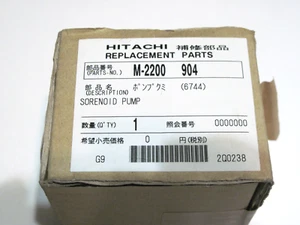 HITACHI 補修部品
REPLACEMENT PARTS
部品番号 (PARTS-NO.) M-2200 904
部品名 (DESCRIPTION) ポンプクミ (6744)
SORENOID PUMP
数量(Q'TY) 1 照会番号 0000000
希望小売価格 0 円(税別)
G9 2Q0238